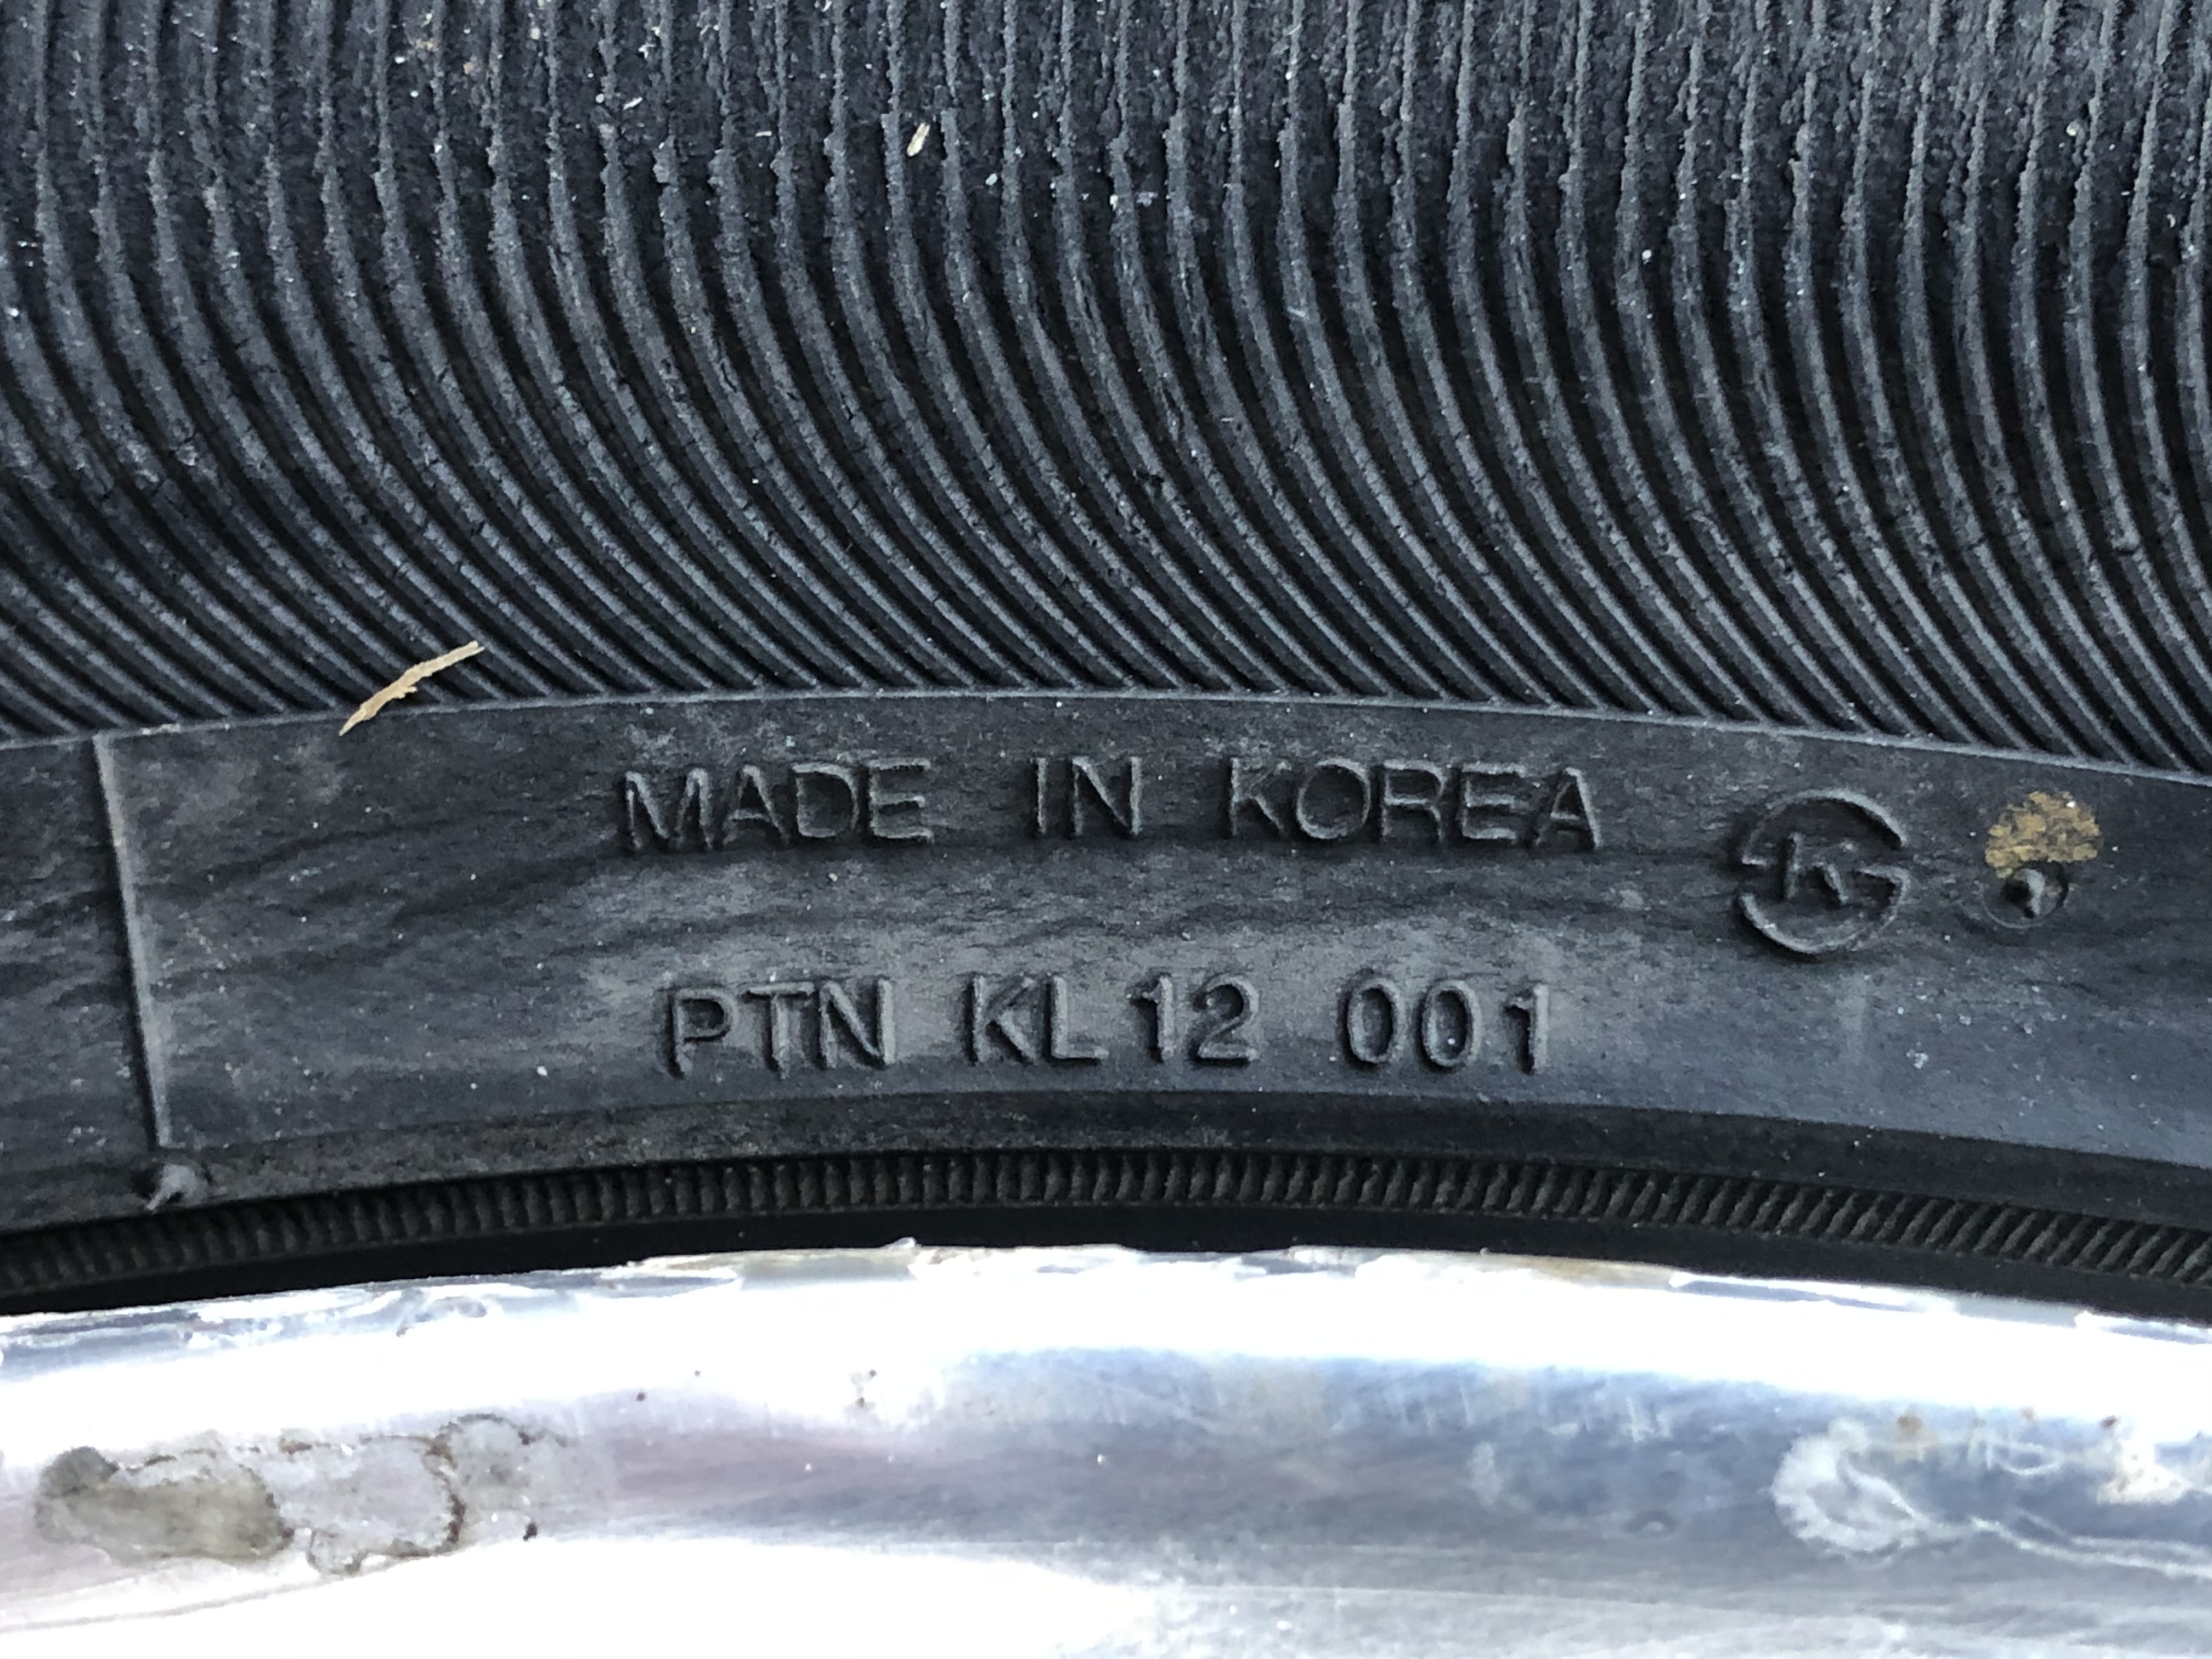 MADE IN KOREA
PTN KL12 001